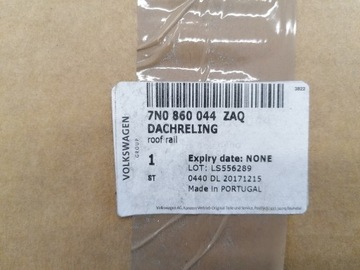 7N0 860 044 ZAQ
DACHRELING
roof rail
1
ST
Expiry date: NONE
LOT: LS556289
0440 DL 20171215
Made in PORTUGAL
VOLKSWAGEN
GROUP